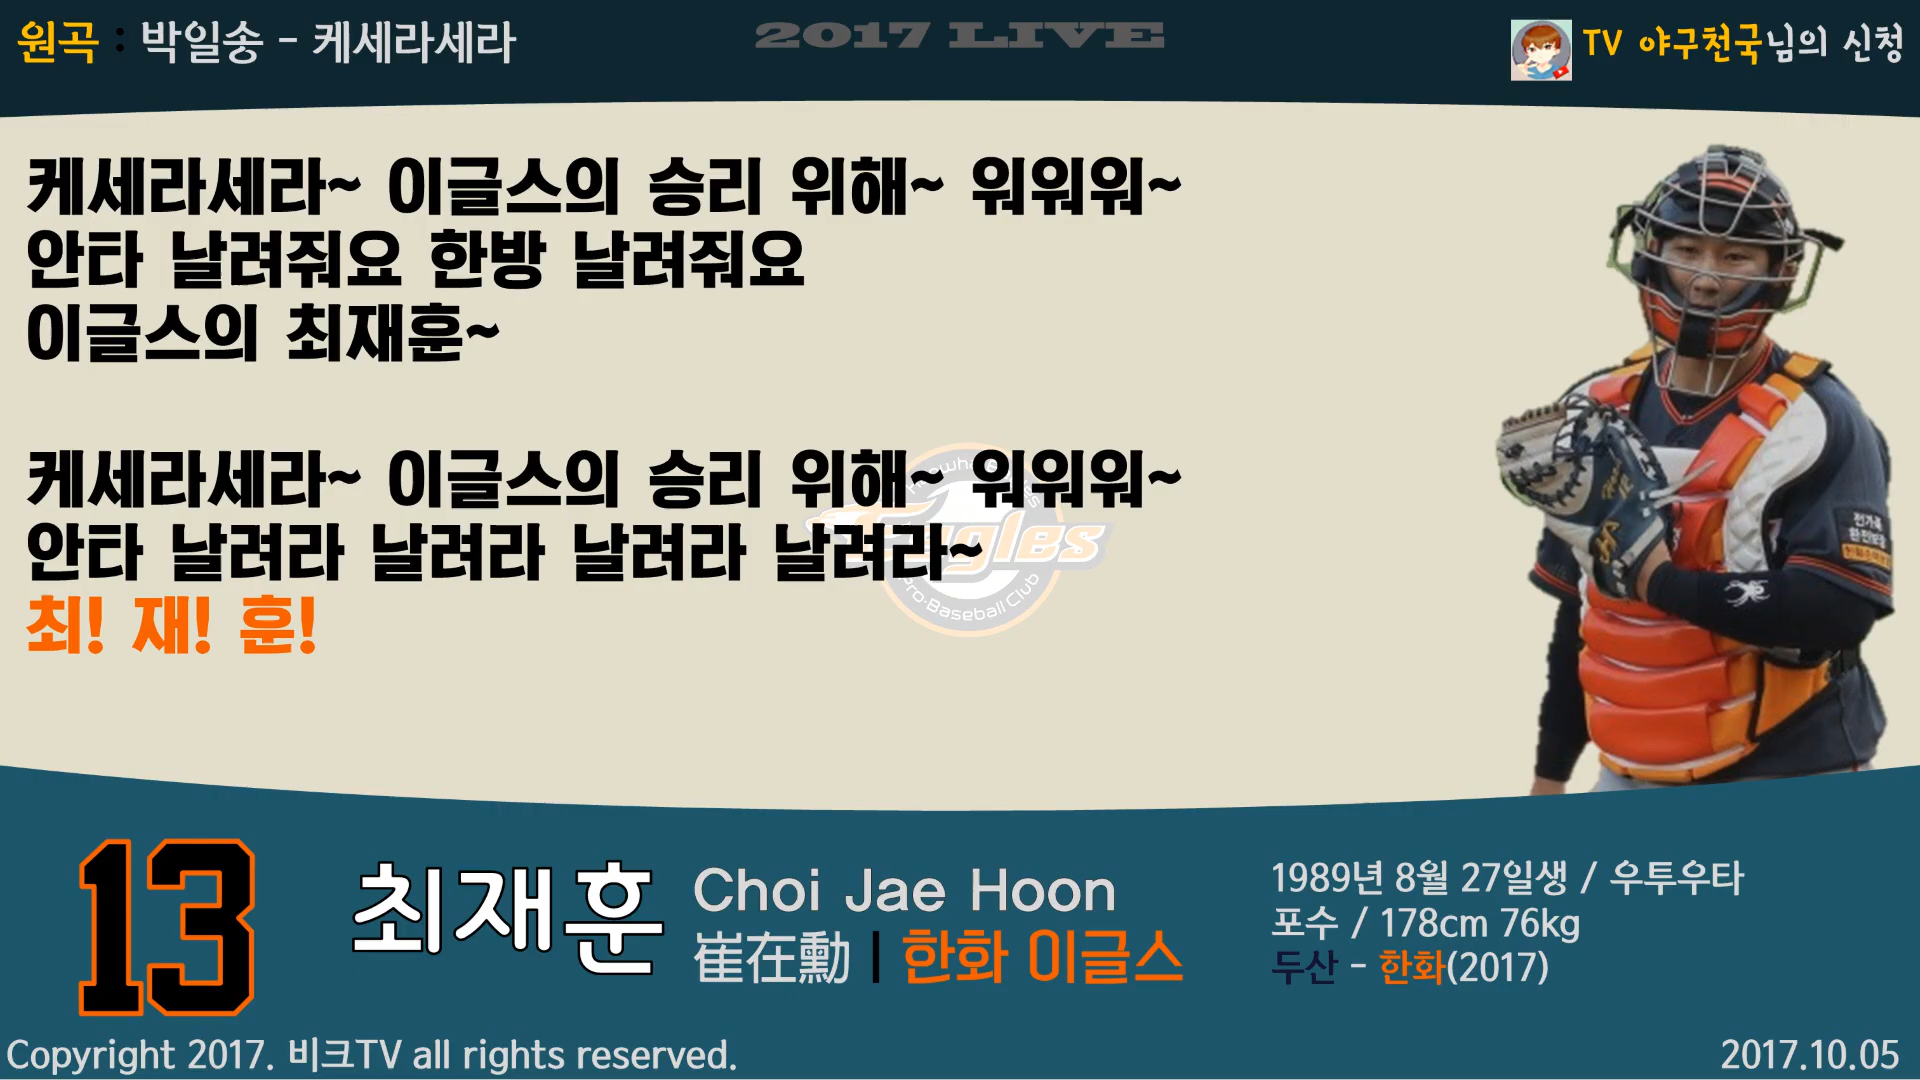 원곡 : 박일송 - 케세라세라
2017 LIVE
TV 야구천국님의 신청
케세라세라~ 이글스의 승리 위해~ 워워워~
안타 날려줘요 한방 날려줘요
이글스의 최재훈~
케세라세라~ 이글스의 승리 위해~ 워워워~
안타 날려라 날려라 날려라 날려라~
최! 재! 훈!
Eagles
Pro-Baseball Club
13
최재훈
Choi Jae Hoon
崔在勳 | 한화 이글스
1989년 8월 27일생 / 우투우타
포수 / 178cm 76kg
두산 - 한화(2017)
Copyright 2017. 비크TV all rights reserved.
2017.10.05